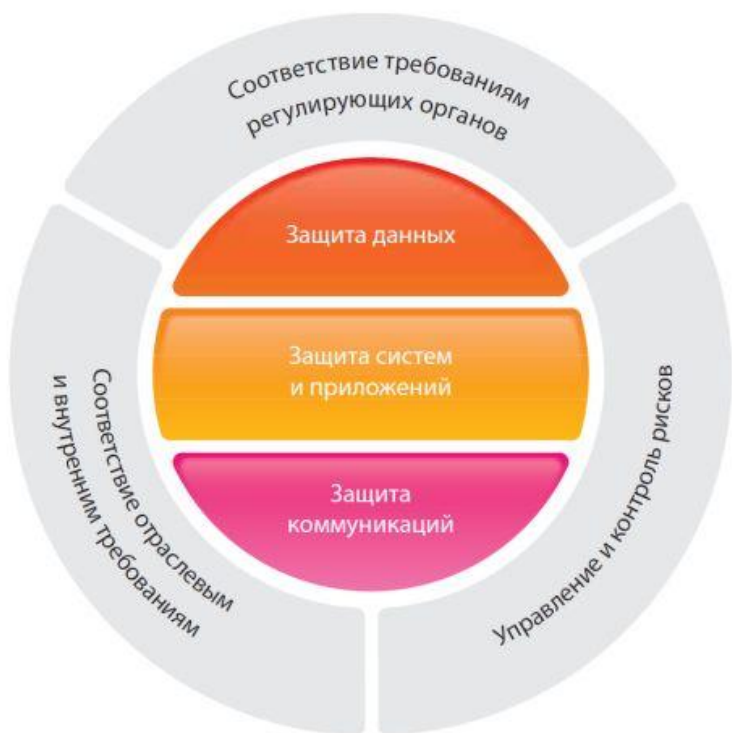 Соответствие требованиям
регулирующих органов
Защита данных
Защита систем
и приложений
Защита
коммуникаций
Соответствие отраслевым
и внутренним требованиям
Управление и контроль рисков